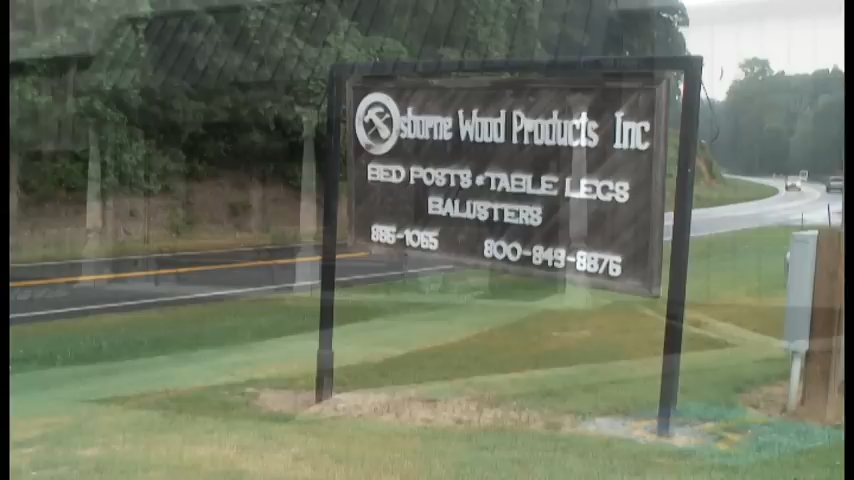 Osborne Wood Products Inc
BED POSTS • TABLE LEGS
BALUSTERS
886-1065 800-849-8876